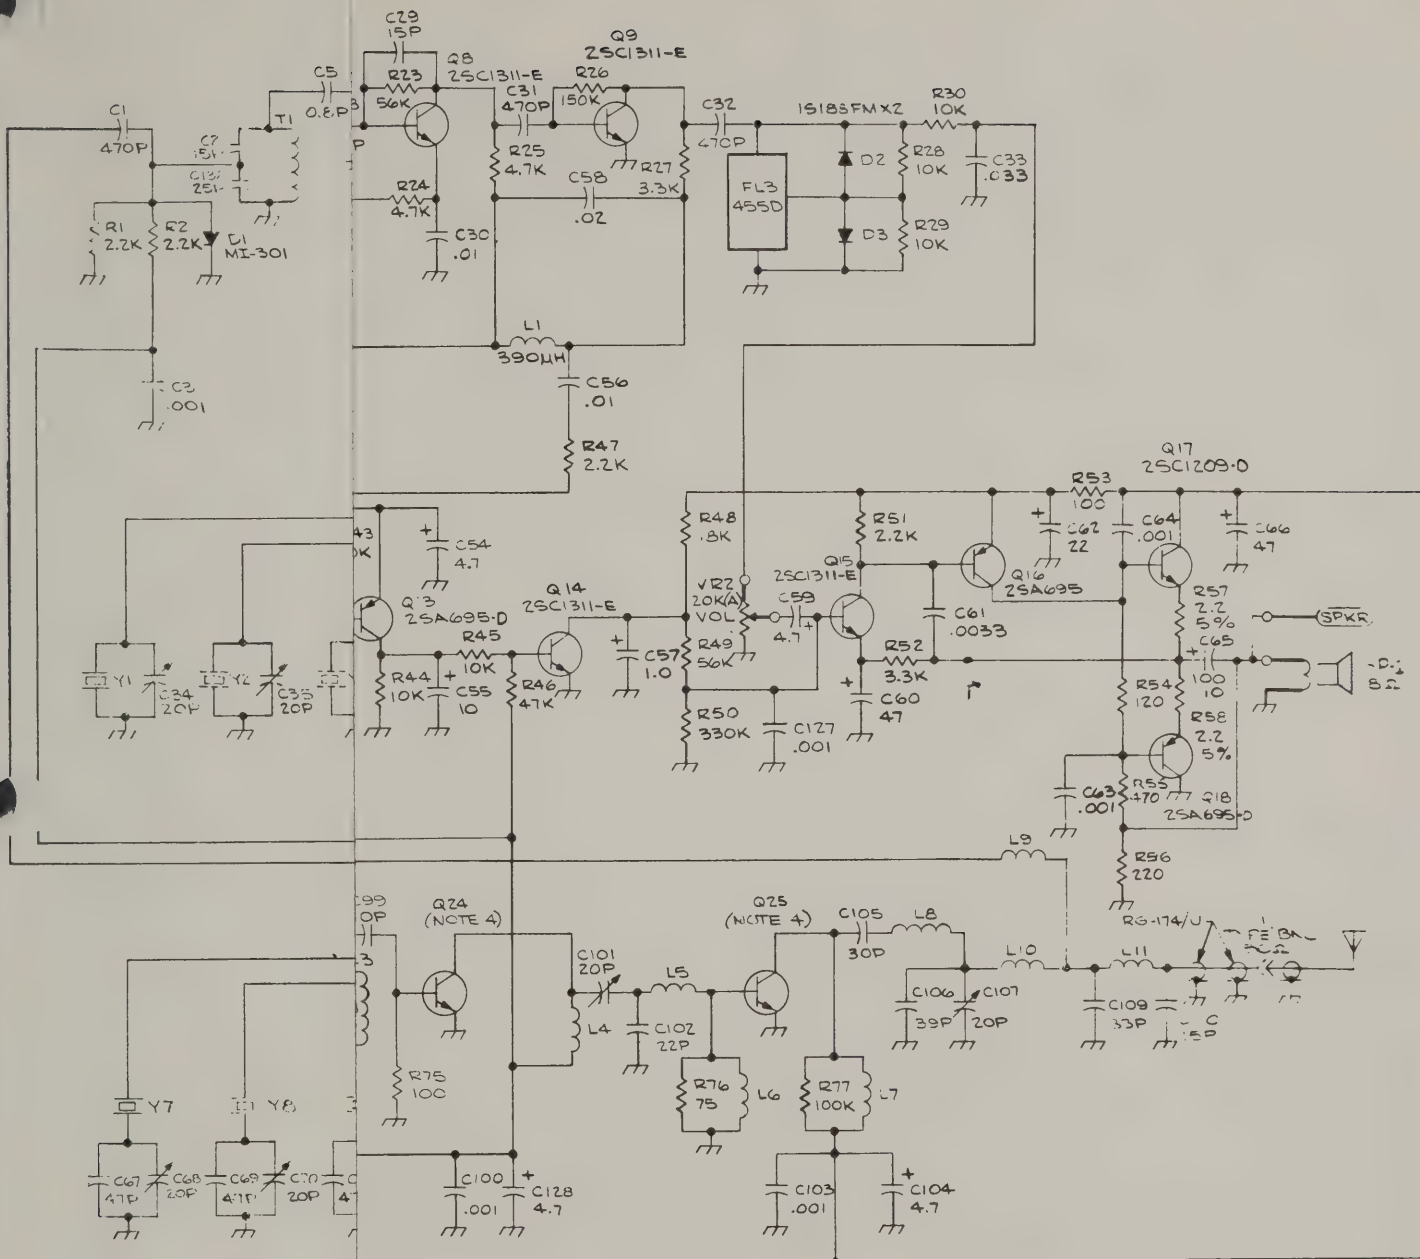 C29
15P
Q8
2SC1311-E
Q9
2SC1311-E
C5
0.8P
R23
56K
C31
470P
R26
150K
C32
470P
1S188FMX2
R30
10K
C1
470P
T1
R25
4.7K
R27
3.3K
D2
R28
10K
C33
.033
R24
4.7K
C58
.02
FL3
455D
D3
R29
10K
R1
2.2K
R2
2.2K
D1
MI-301
C30
.01
L1
390µH
C3
.001
C56
.01
R47
2.2K
Q17
2SC1209-D
R53
100
43
R48
.8K
R51
2.2K
C62
22
C64
.001
C66
47
C54
4.7
Q13
2SA695-D
Q14
2SC1311-E
VR2
20K(A)
VOL
Q15
2SC1311-E
C59
4.7
Q16
2SA695
C61
.0033
R57
2.2
5%
SPKR
R45
10K
C57
1.0
R49
56K
R52
3.3K
C65
100
10
8Ω
Y1
C34
20P
Y2
C35
20P
R44
10K
C55
10
R46
47K
R50
330K
C127
.001
C60
47
R54
120
R58
2.2
5%
C63
.001
R55
470
Q18
2SA695-D
L9
R56
220
C99
0P
Q24
(NOTE 4)
Q25
(NOTE 4)
C105
30P
L8
RG-174/U
C101
20P
L5
L10
L11
3
L4
C102
22P
C106
39P
C107
20P
C109
33P
R75
100
R76
75
L6
R77
100K
L7
Y7
Y8
C67
47P
C68
20P
C69
47P
C70
20P
C100
.001
C128
4.7
C103
.001
C104
4.7